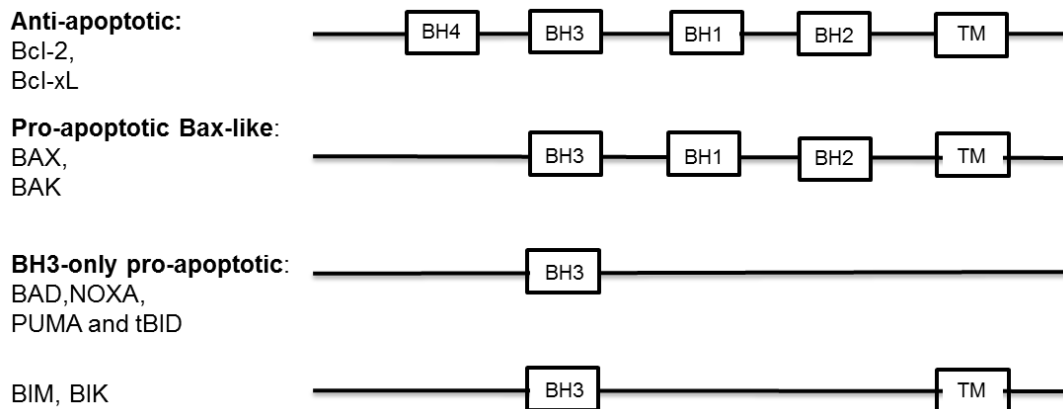 Anti-apoptotic:
Bcl-2,
Bcl-xL
BH4 BH3 BH1 BH2 TM
Pro-apoptotic Bax-like:
BAX,
BAK
BH3 BH1 BH2 TM
BH3-only pro-apoptotic:
BAD,NOXA,
PUMA and tBID
BH3
BIM, BIK
BH3 TM